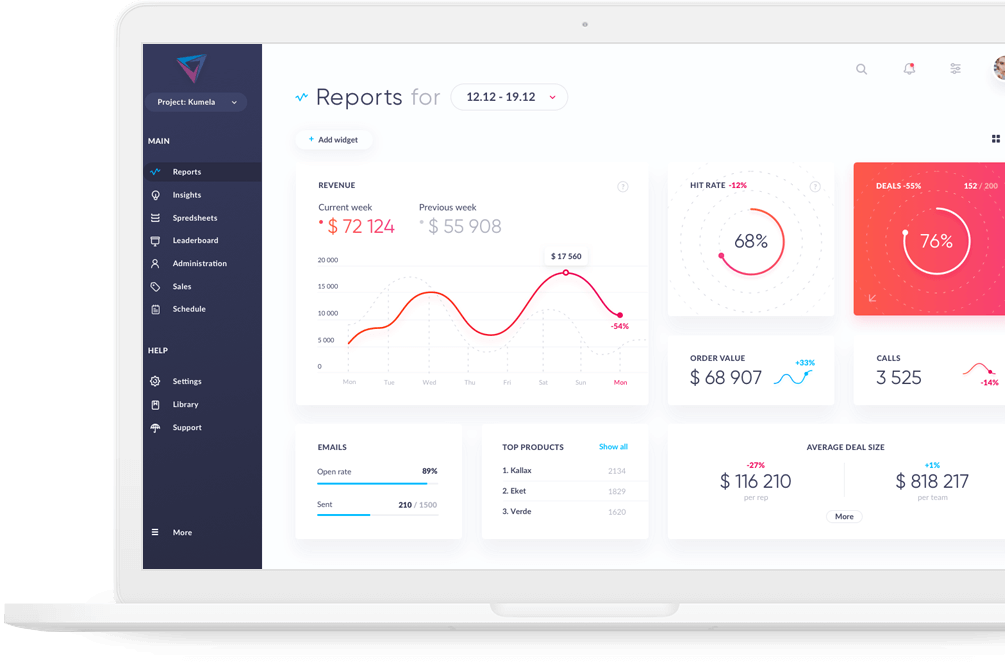 Project: Kumela
MAIN
Reports
Insights
Spredsheets
Leaderboard
Administration
Sales
Schedule
HELP
Settings
Library
Support
More
Reports for 12.12 - 19.12
+ Add widget
REVENUE ?
Current week Previous week
$ 72 124 $ 55 908
$ 17 560
20 000
15 000
10 000
5 000
0
-54%
Mon Tue Wed Thu Fri Sat Sun Mon
HIT RATE -12% ?
68%
DEALS -55% 152 / 200
76%
ORDER VALUE
+33%
$ 68 907
CALLS
3 525
-14%
EMAILS
Open rate 89%
Sent 210 / 1500
TOP PRODUCTS Show all
1. Kallax 2134
2. Eket 1829
3. Verde 1620
AVERAGE DEAL SIZE
-27% +1%
$ 116 210 $ 818 217
per rep per team
More